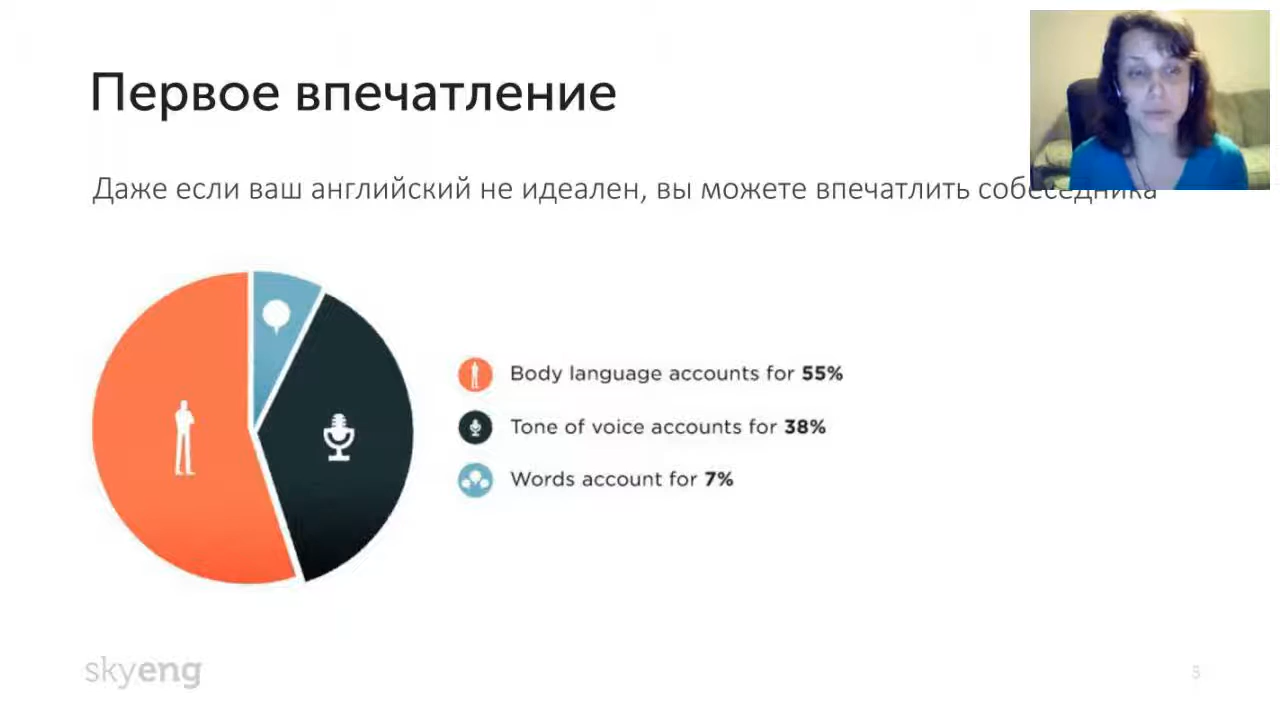 Первое впечатление
Даже если ваш английский не идеален, вы можете впечатлить собеседника
Body language accounts for 55%
Tone of voice accounts for 38%
Words account for 7%
skyeng